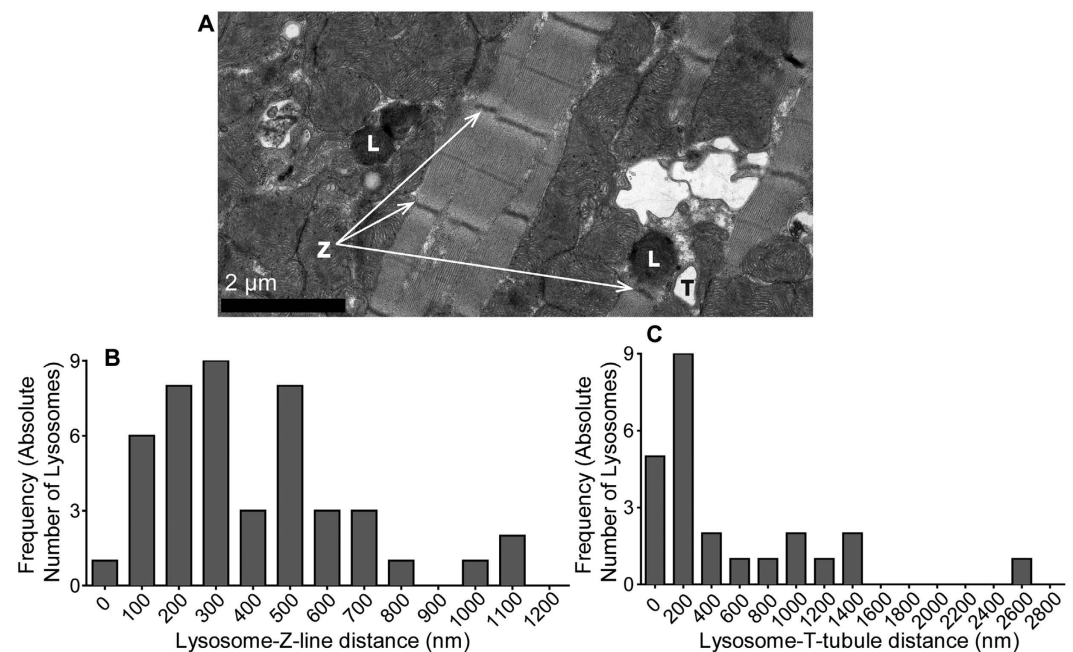 A
L
Z
L
T
2 µm
B
9
6
3
0
Frequency (Absolute
Number of Lysosomes)
0 100 200 300 400 500 600 700 800 900 1000 1100 1200
Lysosome-Z-line distance (nm)
C
9
6
3
0
Frequency (Absolute
Number of Lysosomes)
0 200 400 600 800 1000 1200 1400 1600 1800 2000 2200 2400 2600 2800
Lysosome-T-tubule distance (nm)